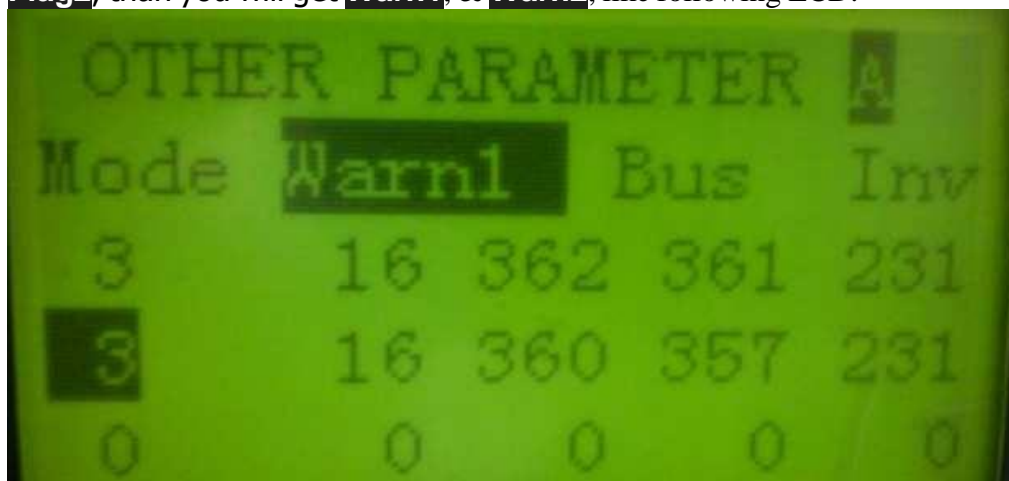 OTHER PARAMETER A
Mode Warn1 Bus Inv
3 16 362 361 231
3 16 360 357 231
0 0 0 0 0